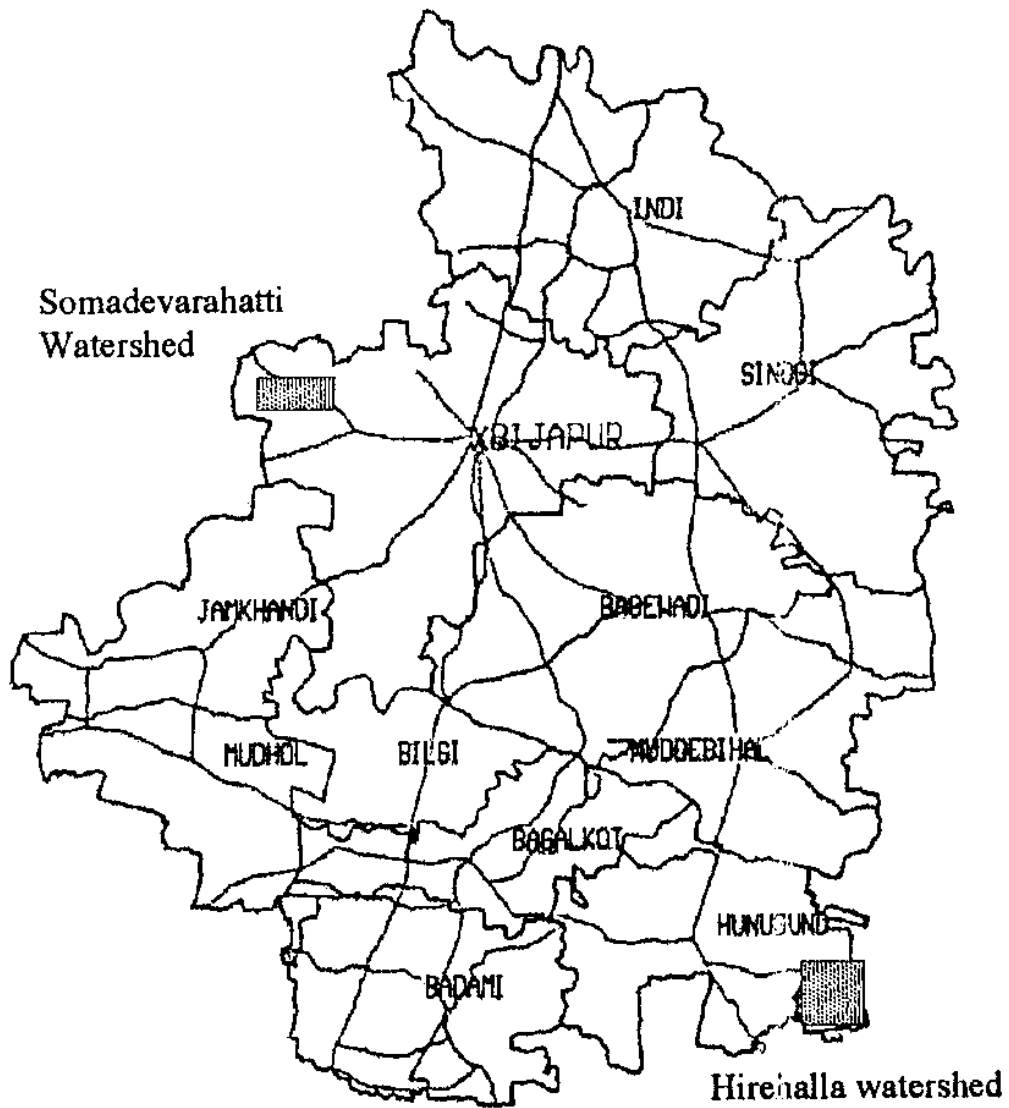 INDI
Somadevarahatti
Watershed
SINDGI
BIJAPUR
JAMKHANDI
BAGEWADI
MUDHOL
BILGI
MUDDEBIHAL
BAGALKOT
HUNUGUND
BADAMI
Hirehalla watershed